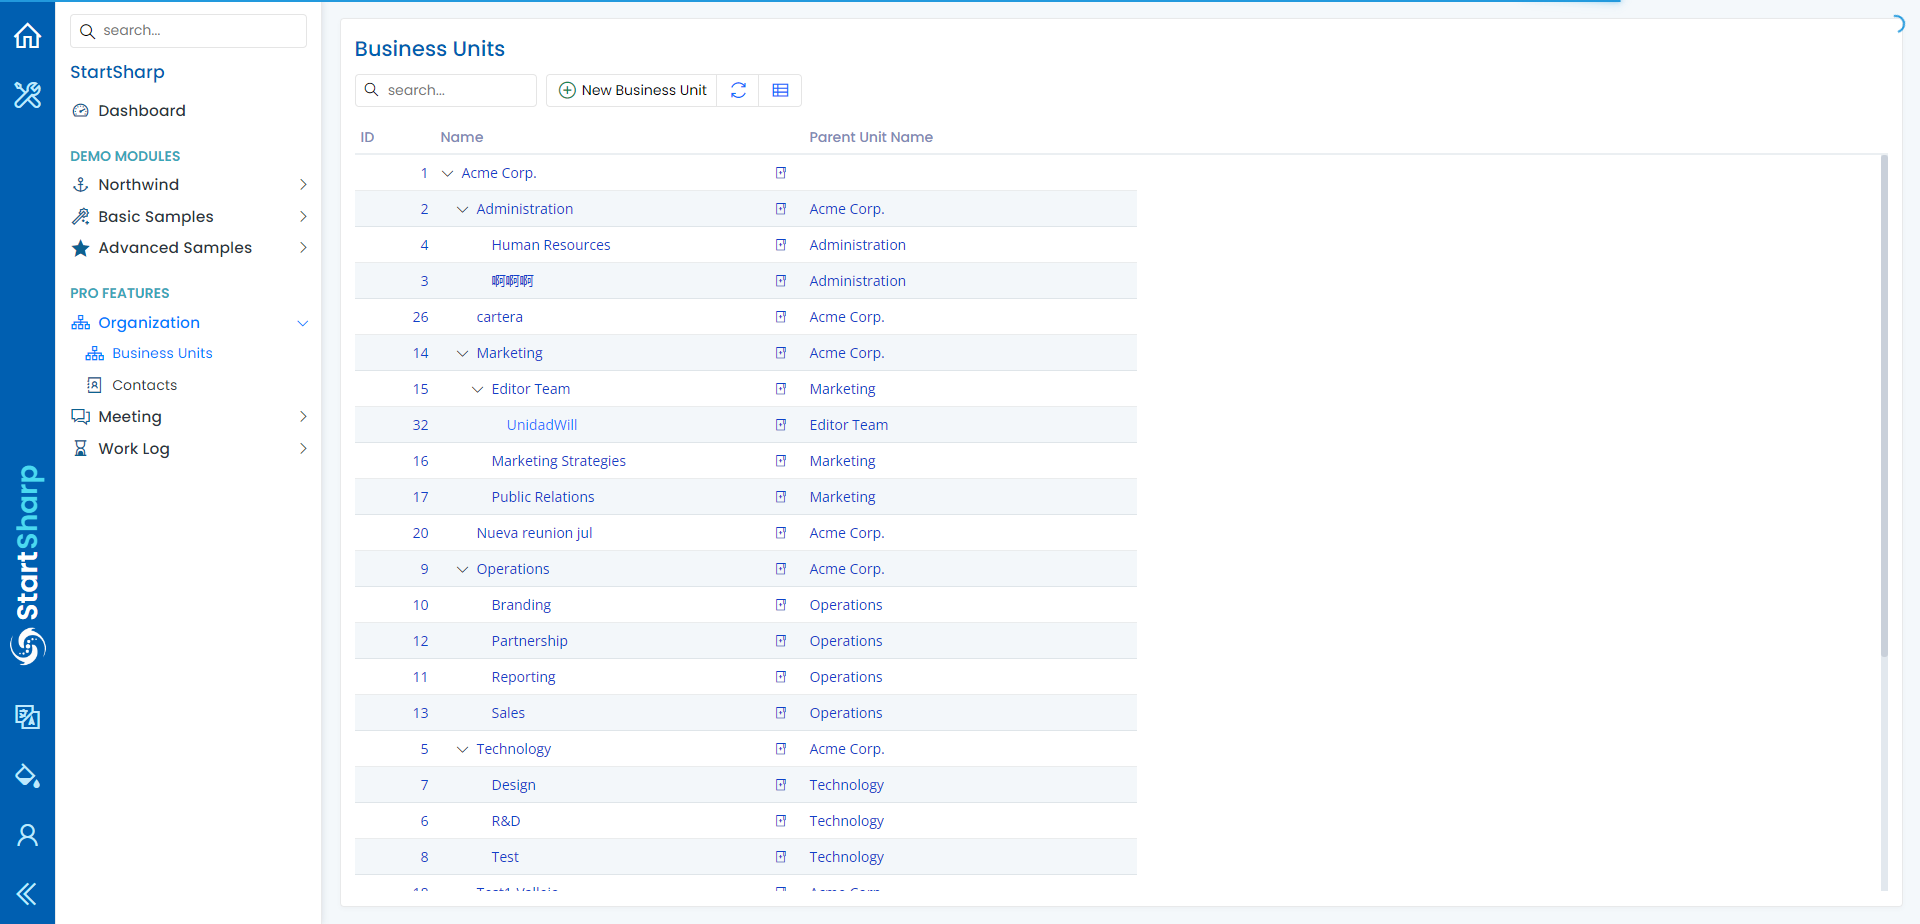 search...
StartSharp
Dashboard
DEMO MODULES
Northwind
Basic Samples
Advanced Samples
PRO FEATURES
Organization
Business Units
Contacts
Meeting
Work Log
StartSharp
Business Units
search...
New Business Unit
ID Name Parent Unit Name
1 Acme Corp.
2 Administration Acme Corp.
4 Human Resources Administration
3 啊啊啊 Administration
26 cartera Acme Corp.
14 Marketing Acme Corp.
15 Editor Team Marketing
32 UnidadWill Editor Team
16 Marketing Strategies Marketing
17 Public Relations Marketing
20 Nueva reunion jul Acme Corp.
9 Operations Acme Corp.
10 Branding Operations
12 Partnership Operations
11 Reporting Operations
13 Sales Operations
5 Technology Acme Corp.
7 Design Technology
6 R&D Technology
8 Test Technology
Acme Corp.